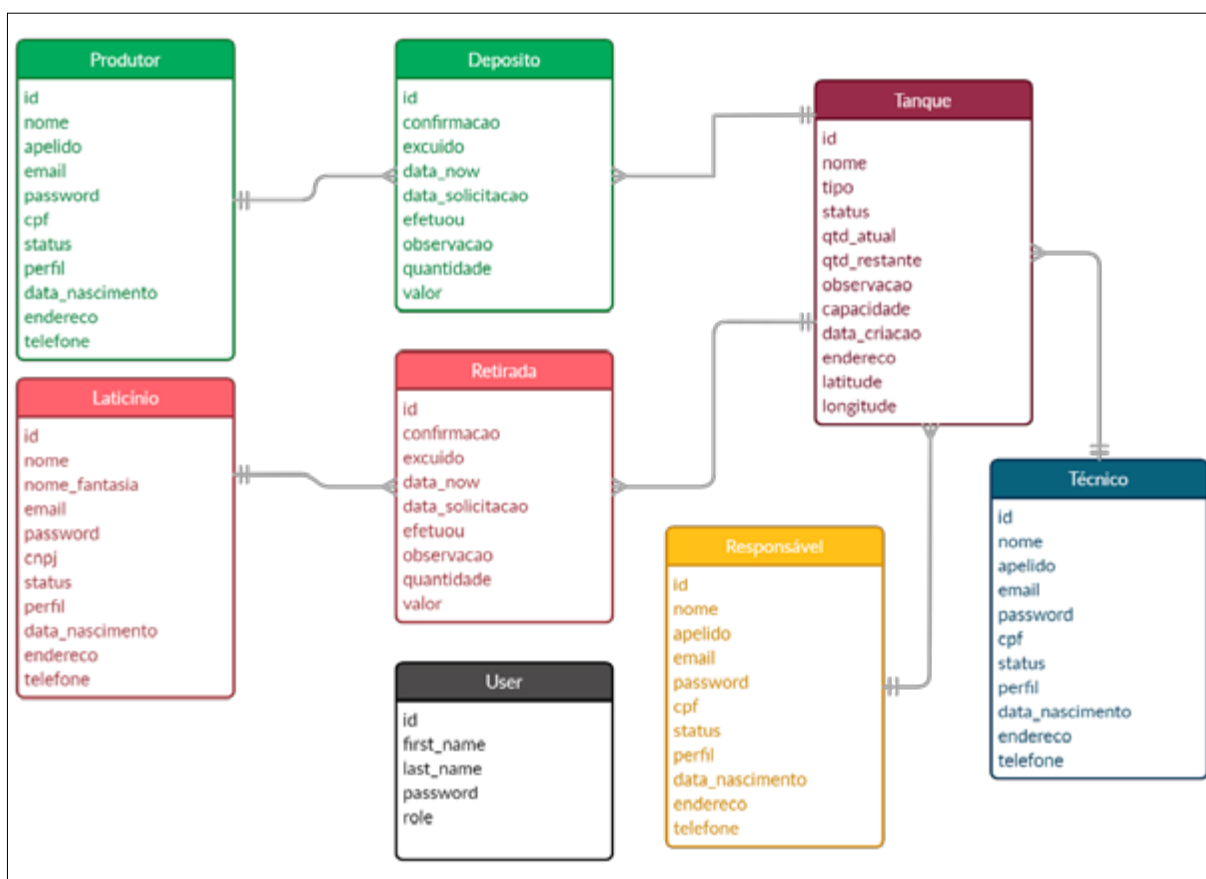 Produtor
id
nome
apelido
email
password
cpf
status
perfil
data_nascimento
endereco
telefone
Deposito
id
confirmacao
excuido
data_now
data_solicitacao
efetuou
observacao
quantidade
valor
Tanque
id
nome
tipo
status
qtd_atual
qtd_restante
observacao
capacidade
data_criacao
endereco
latitude
longitude
Laticínio
id
nome
nome_fantasia
email
password
cnpj
status
perfil
data_nascimento
endereco
telefone
Retirada
id
confirmacao
excuido
data_now
data_solicitacao
efetuou
observacao
quantidade
valor
User
id
first_name
last_name
password
role
Responsável
id
nome
apelido
email
password
cpf
status
perfil
data_nascimento
endereco
telefone
Técnico
id
nome
apelido
email
password
cpf
status
perfil
data_nascimento
endereco
telefone